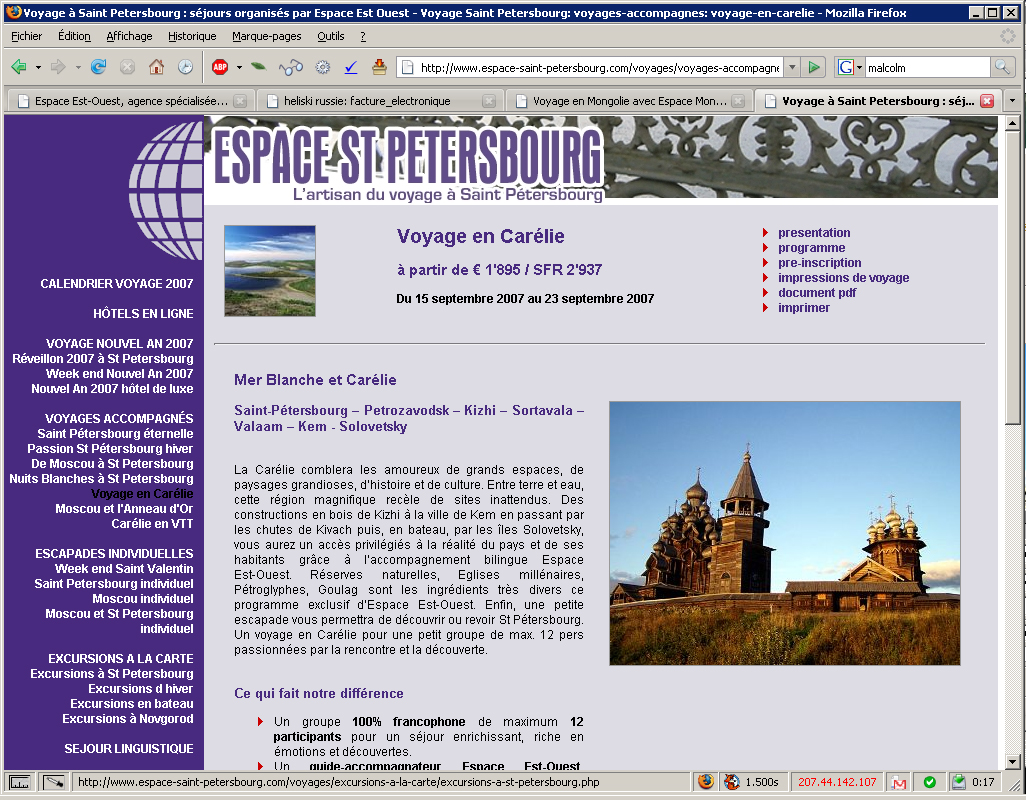 Voyage à Saint Petersbourg : séjours organisés par Espace Est Ouest - Voyage Saint Petersbourg: voyages-accompagnes: voyage-en-carelie - Mozilla Firefox
Fichier Édition Affichage Historique Marque-pages Outils ?
ABP http://www.espace-saint-petersbourg.com/voyages/voyages-accompagne G malcolm
Espace Est-Ouest, agence spécialisée...
heliski russie: facture_electronique
Voyage en Mongolie avec Espace Mon...
Voyage à Saint Petersbourg : séj...
ESPACE ST PETERSBOURG
L'artisan du voyage à Saint Pétersbourg
CALENDRIER VOYAGE 2007
HÔTELS EN LIGNE
VOYAGE NOUVEL AN 2007
Réveillon 2007 à St Petersbourg
Week end Nouvel An 2007
Nouvel An 2007 hôtel de luxe
VOYAGES ACCOMPAGNÉS
Saint Pétersbourg éternelle
Passion St Pétersbourg hiver
De Moscou à St Petersbourg
Nuits Blanches à St Petersbourg
Voyage en Carélie
Moscou et l'Anneau d'Or
Carélie en VTT
ESCAPADES INDIVIDUELLES
Week end Saint Valentin
Saint Petersbourg individuel
Moscou individuel
Moscou et St Petersbourg
individuel
EXCURSIONS A LA CARTE
Excursions à St Petersbourg
Excursions d hiver
Excursions en bateau
Excursions à Novgorod
SEJOUR LINGUISTIQUE
Voyage en Carélie
à partir de € 1'895 / SFR 2'937
Du 15 septembre 2007 au 23 septembre 2007
presentation
programme
pre-inscription
impressions de voyage
document pdf
imprimer
Mer Blanche et Carélie
Saint-Pétersbourg – Petrozavodsk – Kizhi – Sortavala –
Valaam – Kem - Solovetsky
La Carélie comblera les amoureux de grands espaces, de
paysages grandioses, d'histoire et de culture. Entre terre et eau,
cette région magnifique recèle de sites inattendus. Des
constructions en bois de Kizhi à la ville de Kem en passant par
les chutes de Kivach puis, en bateau, par les îles Solovetsky,
vous aurez un accès privilégiés à la réalité du pays et de ses
habitants grâce à l'accompagnement bilingue Espace
Est-Ouest. Réserves naturelles, Eglises millénaires,
Pétroglyphes, Goulag sont les ingrédients très divers ce
programme exclusif d'Espace Est-Ouest. Enfin, une petite
escapade vous permettra de découvrir ou revoir St Pétersbourg.
Un voyage en Carélie pour une petit groupe de max. 12 pers
passionnées par la rencontre et la découverte.
Ce qui fait notre différence
Un groupe 100% francophone de maximum 12
participants pour un séjour enrichissant, riche en
émotions et découvertes.
Un guide-accompagnateur Espace Est-Ouest
http://www.espace-saint-petersbourg.com/voyages/excursions-a-la-carte/excursions-a-st-petersbourg.php 1.500s 207.44.142.107 0:17